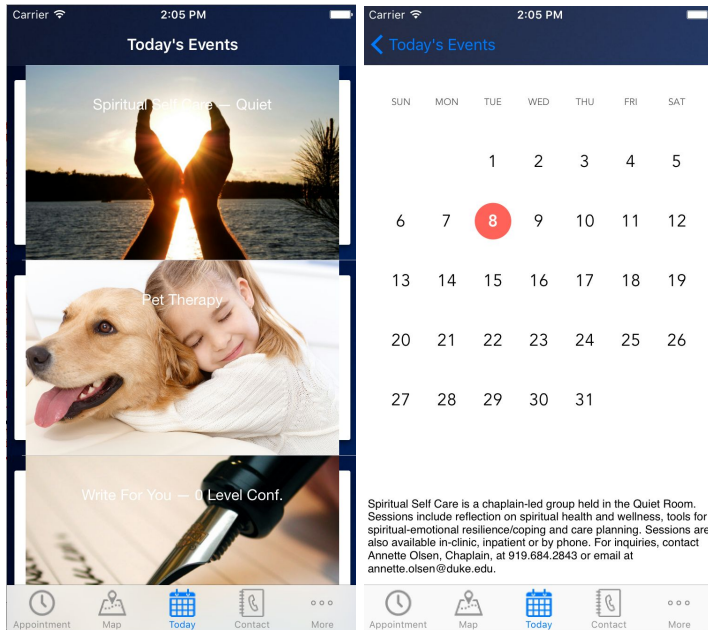 Carrier 2:05 PM
Today's Events
Spiritual Self Care – Quiet
Pet Therapy
Write For You – 0 Level Conf.
Appointment Map Today Contact More
Carrier 2:05 PM
Today's Events
SUN MON TUE WED THU FRI SAT
1 2 3 4 5
6 7 8 9 10 11 12
13 14 15 16 17 18 19
20 21 22 23 24 25 26
27 28 29 30 31
Spiritual Self Care is a chaplain-led group held in the Quiet Room.
Sessions include reflection on spiritual health and wellness, tools for
spiritual-emotional resilience/coping and care planning. Sessions are
also available in-clinic, inpatient or by phone. For inquiries, contact
Annette Olsen, Chaplain, at 919.684.2843 or email at
annette.olsen@duke.edu.
Appointment Map Today Contact More